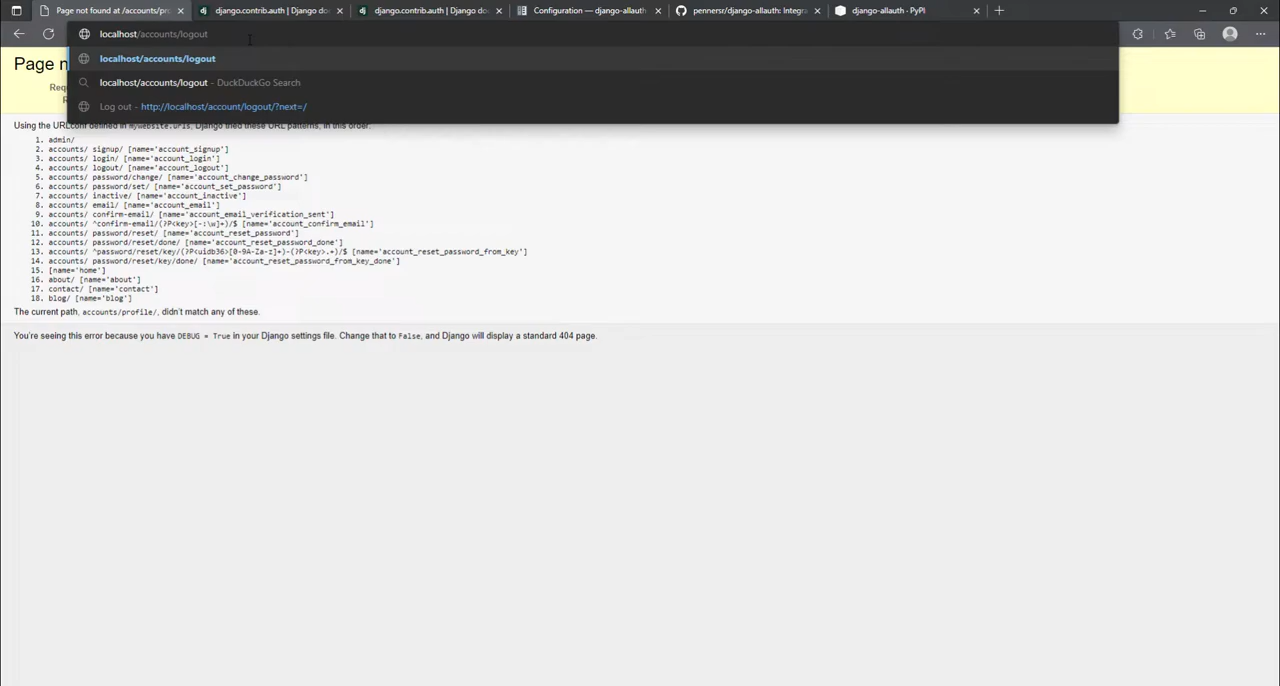 Page not found at /accounts/pro
django.contrib.auth | Django do
django.contrib.auth | Django do
Configuration — django-allauth
pennersr/django-allauth: Integra
django-allauth · PyPI
localhost/accounts/logout
localhost/accounts/logout
localhost/accounts/logout - DuckDuckGo Search
Log out - http://localhost/account/logout/?next=/
Page n
Req
R
Using the URLconf defined in mywebsite.urls, Django tried these URL patterns, in this order:
1. admin/
2. accounts/ signup/ [name='account_signup']
3. accounts/ login/ [name='account_login']
4. accounts/ logout/ [name='account_logout']
5. accounts/ password/change/ [name='account_change_password']
6. accounts/ password/set/ [name='account_set_password']
7. accounts/ inactive/ [name='account_inactive']
8. accounts/ email/ [name='account_email']
9. accounts/ confirm-email/ [name='account_email_verification_sent']
10. accounts/ ^confirm-email/(?P<key>[-:\w]+)/$ [name='account_confirm_email']
11. accounts/ password/reset/ [name='account_reset_password']
12. accounts/ password/reset/done/ [name='account_reset_password_done']
13. accounts/ ^password/reset/key/(?P<uidb36>[0-9A-Za-z]+)-(?P<key>.+)/$ [name='account_reset_password_from_key']
14. accounts/ password/reset/key/done/ [name='account_reset_password_from_key_done']
15. [name='home']
16. about/ [name='about']
17. contact/ [name='contact']
18. blog/ [name='blog']
The current path, accounts/profile/, didn't match any of these.
You're seeing this error because you have DEBUG = True in your Django settings file. Change that to False, and Django will display a standard 404 page.